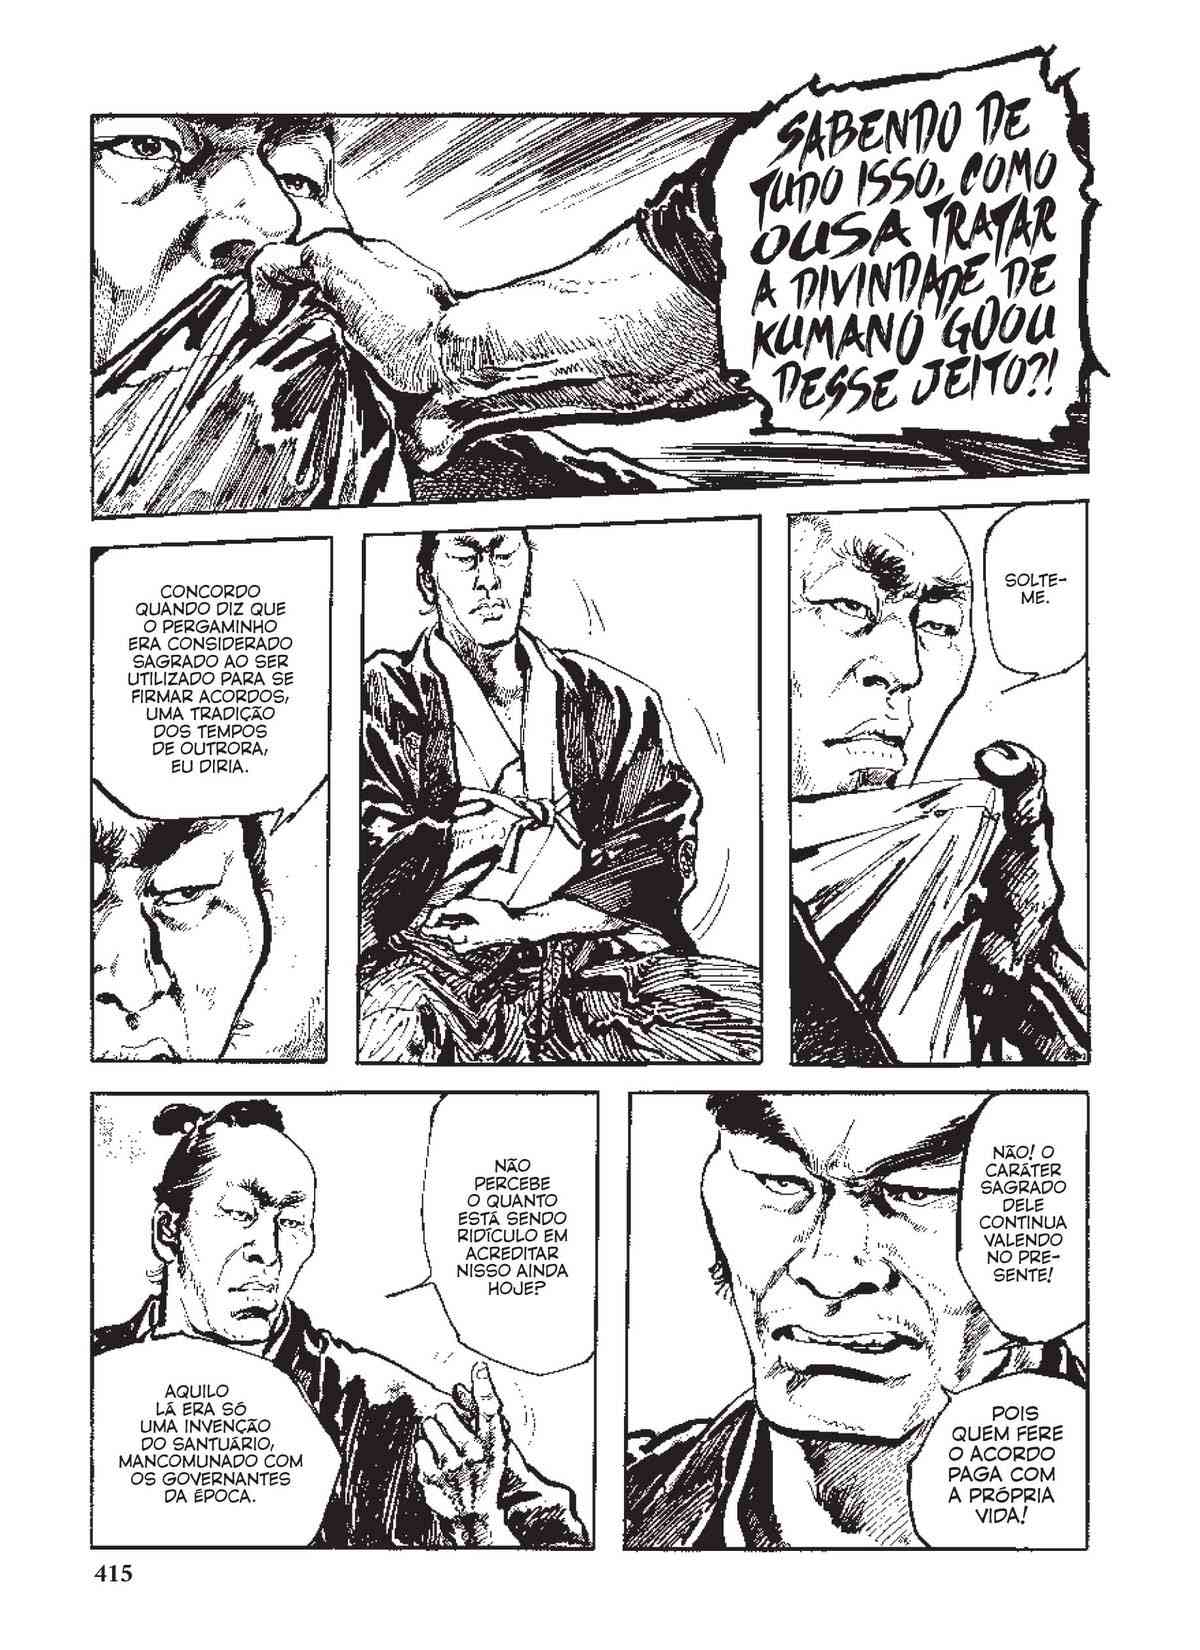 SABENDO DE
TUDO ISSO, COMO
OUSA TRATAR
A DIVINDADE DE
KUMANO GOOU
DESSE JEITO?!
SOLTE-
ME.
CONCORDO
QUANDO DIZ QUE
O PERGAMINHO
ERA CONSIDERADO
SAGRADO AO SER
UTILIZADO PARA SE
FIRMAR ACORDOS,
UMA TRADIÇÃO
DOS TEMPOS
DE OUTRORA,
EU DIRIA.
NÃO! O
CARÁTER
SAGRADO
DELE
CONTINUA
VALENDO
NO PRE-
SENTE!
POIS
QUEM FERE
O ACORDO
PAGA COM
A PRÓPRIA
VIDA!
NÃO
PERCEBE
O QUANTO
ESTÁ SENDO
RIDÍCULO EM
ACREDITAR
NISSO AINDA
HOJE?
AQUILO
LÁ ERA SÓ
UMA INVENÇÃO
DO SANTUÁRIO,
MANCOMUNADO COM
OS GOVERNANTES
DA ÉPOCA.
415